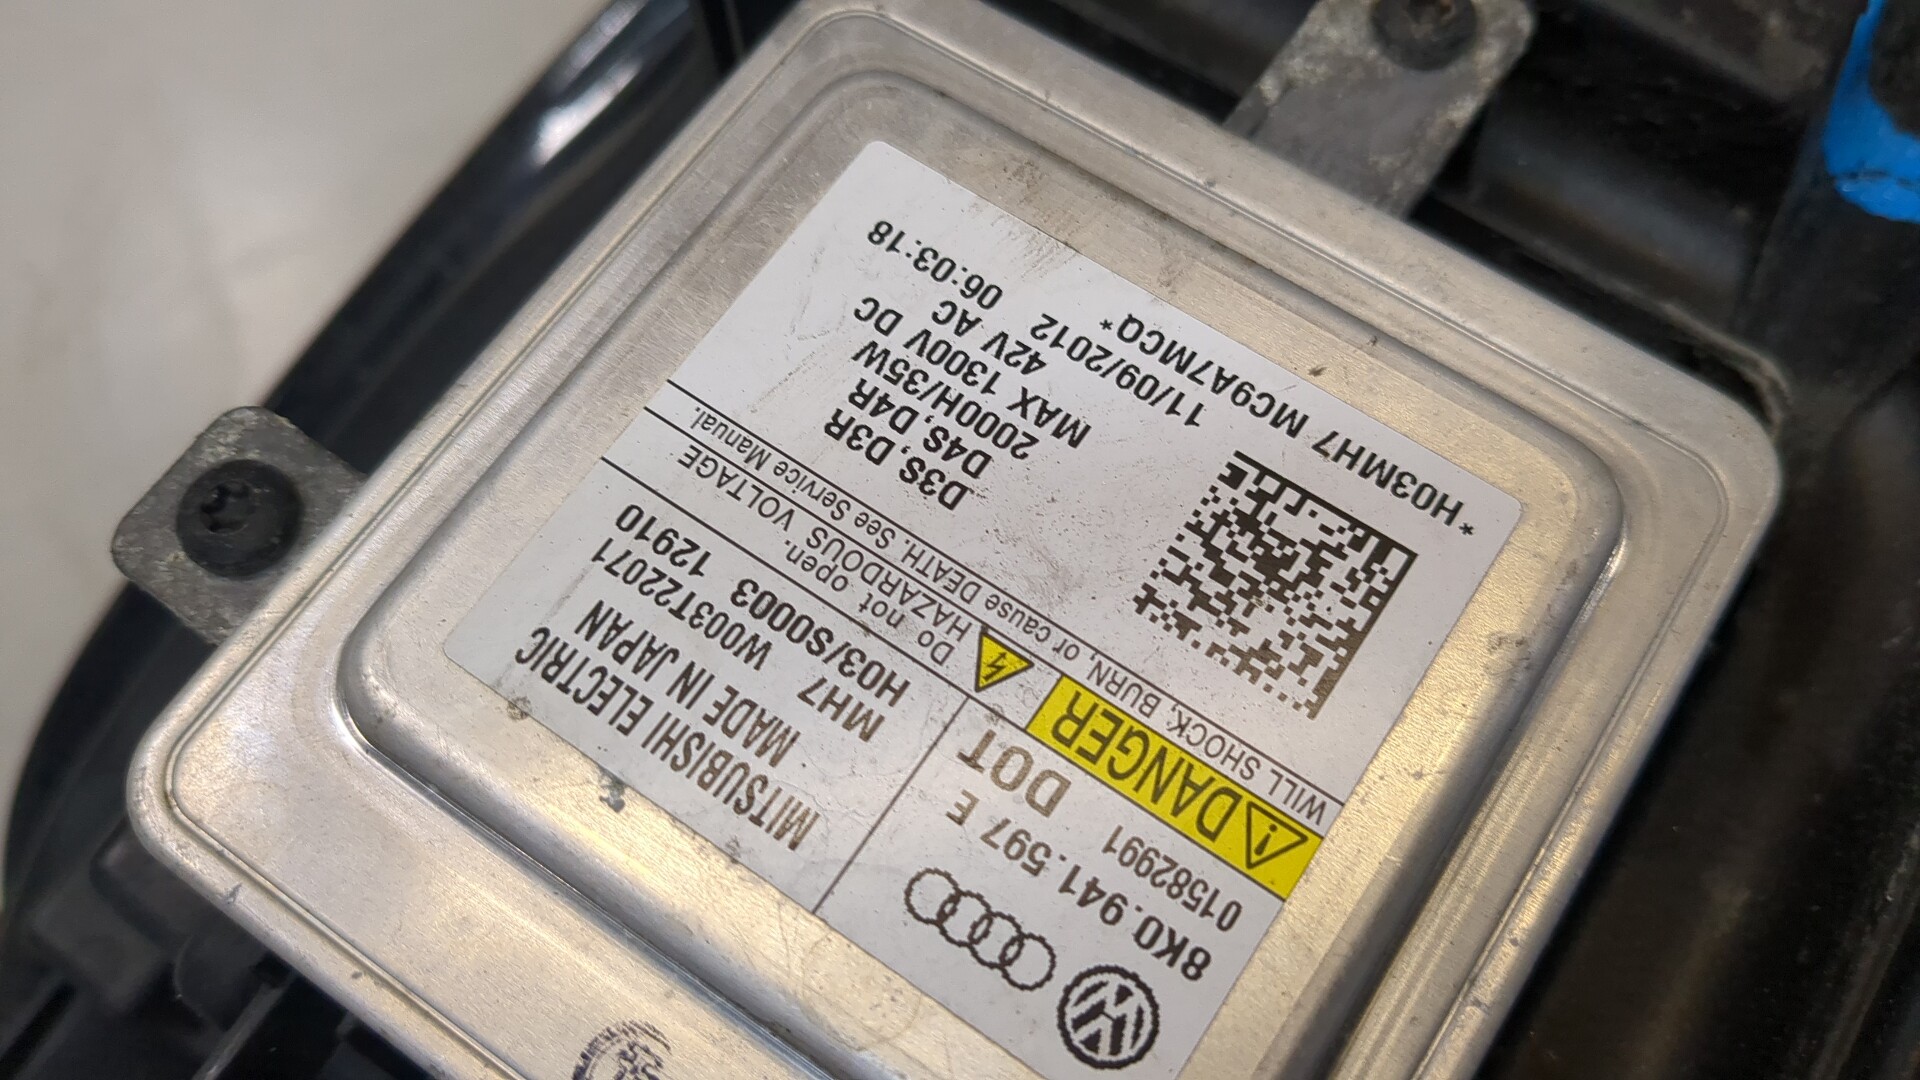 8K0.941.597 E
01582991 DOT
MITSUBISHI ELECTRIC
MADE IN JAPAN
MH7 W003T22071
H03/S0003 12910
DANGER
Do not open.
HAZARDOUS VOLTAGE
WILL SHOCK, BURN, or cause DEATH. See Service Manual.
D3S, D3R
D4S, D4R
2000H/35W
MAX 1300V DC
42V AC
11/09/2012 06:03:18
*H03MH7 MC9A7MCQ*